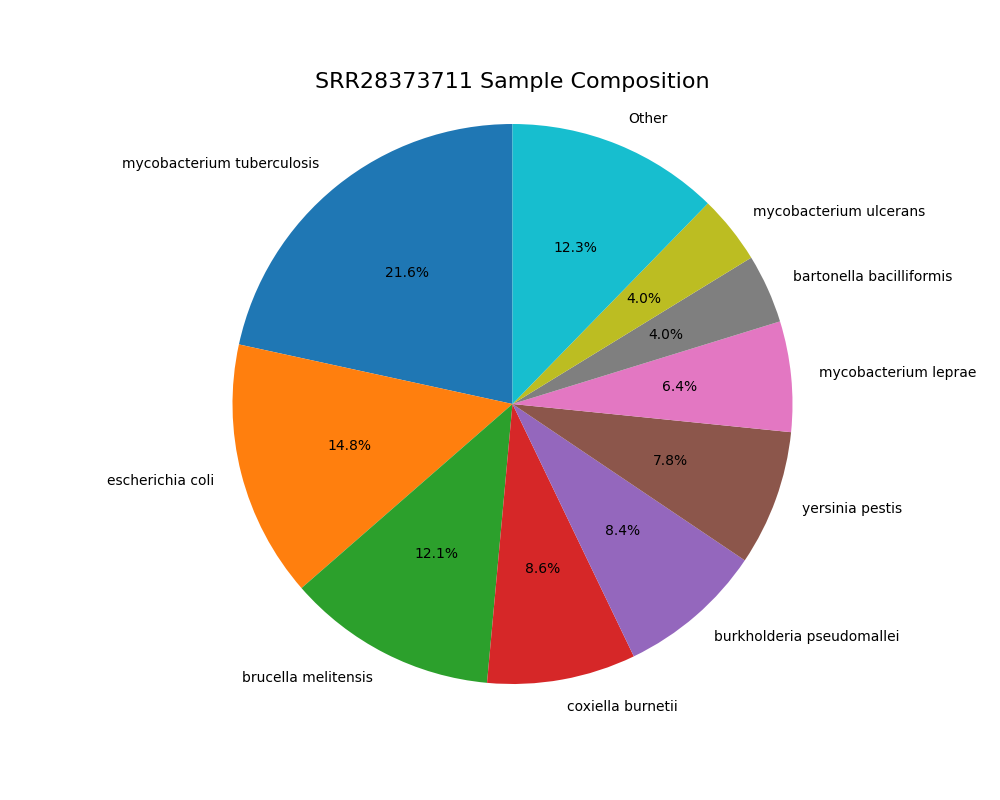 SRR28373711 Sample Composition
Other
mycobacterium tuberculosis
mycobacterium ulcerans
12.3%
21.6%
bartonella bacilliformis
4.0%
4.0%
mycobacterium leprae
6.4%
14.8%
7.8%
escherichia coli
yersinia pestis
8.4%
12.1%
8.6%
burkholderia pseudomallei
brucella melitensis
coxiella burnetii